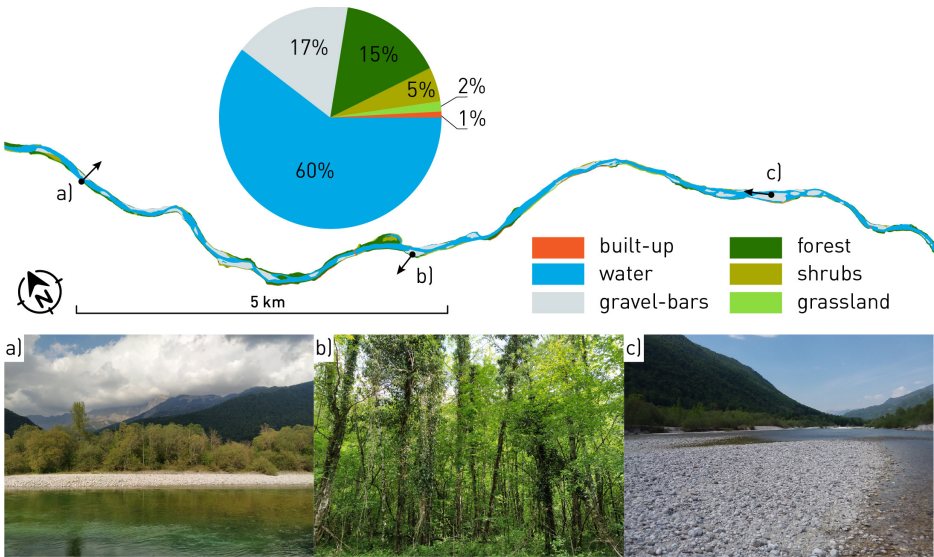 17%
15%
5%
2%
1%
60%
a)
b)
c)
N
5 km
built-up
water
gravel-bars
forest
shrubs
grassland
a)
b)
c)